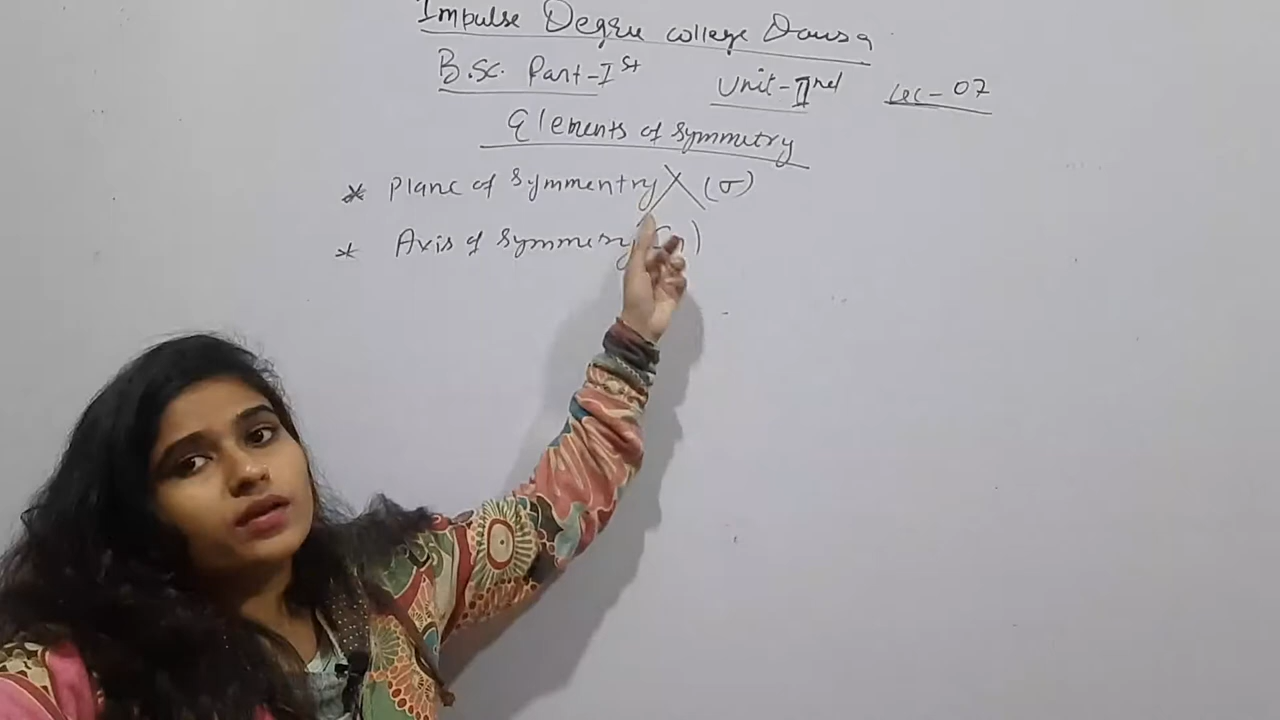 Impulse Degree college Dausa
B.Sc. Part-Ist Unit-IInd Lec-07
Elements of Symmetry
* Plane of Symmentry (σ)
* Axis of Symmetry